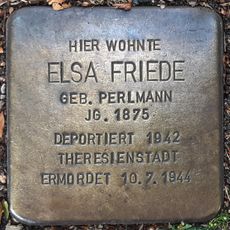 HIER WOHNTE
ELSA FRIEDE
GEB. PERLMANN
JG. 1875
DEPORTIERT 1942
THERESIENSTADT
ERMORDET 10.7.1944